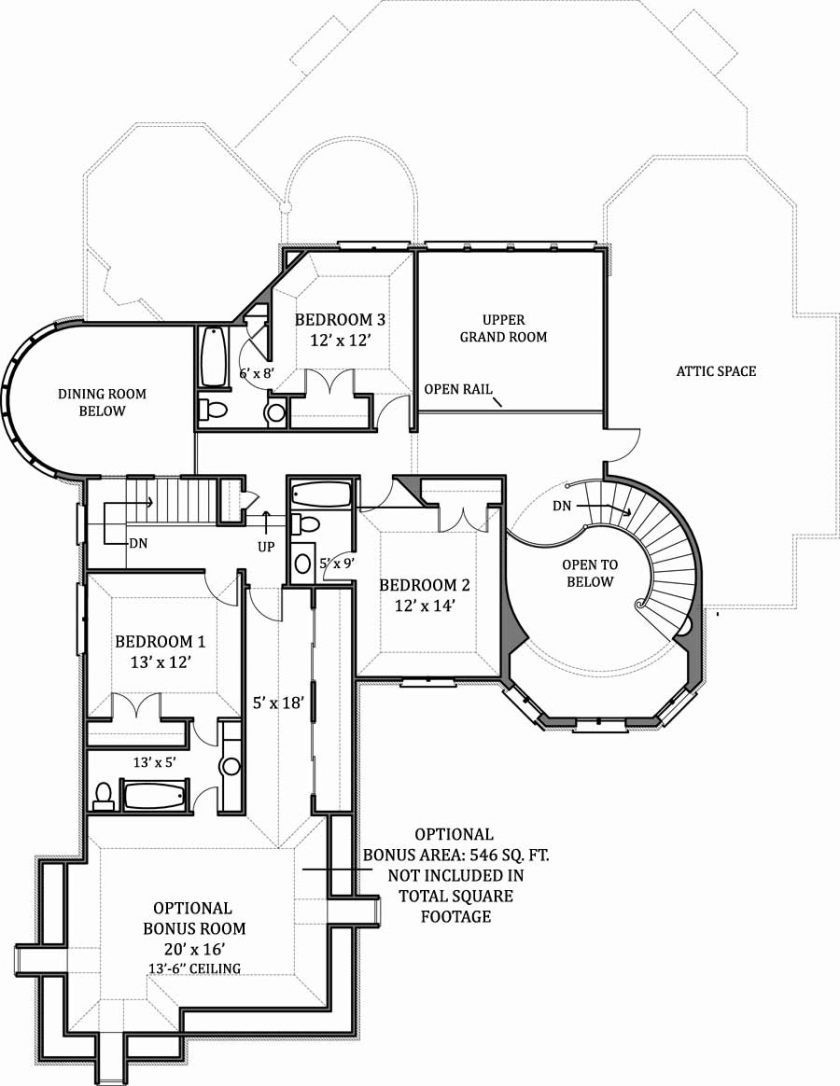 BEDROOM 3
12' x 12'
UPPER
GRAND ROOM
ATTIC SPACE
6' x 8'
OPEN RAIL
DINING ROOM
BELOW
DN
DN
UP
5' x 9'
OPEN TO
BELOW
BEDROOM 2
12' x 14'
BEDROOM 1
13' x 12'
5' x 18'
13' x 5'
OPTIONAL
BONUS AREA: 546 SQ. FT.
NOT INCLUDED IN
TOTAL SQUARE
FOOTAGE
OPTIONAL
BONUS ROOM
20' x 16'
13'-6" CEILING